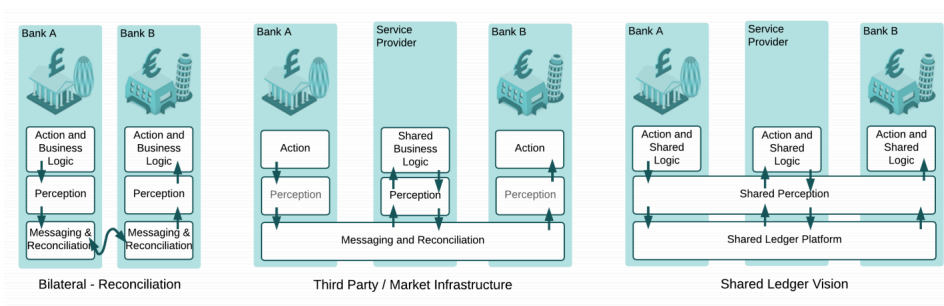 Bank A
Bank B
£
€
Action and
Business
Logic
Action and
Business
Logic
Perception
Perception
Messaging &
Reconciliation
Messaging &
Reconciliation
Bilateral - Reconciliation
Bank A
Service
Provider
Bank B
£
€
Action
Shared
Business
Logic
Action
Perception
Perception
Perception
Messaging and Reconciliation
Third Party / Market Infrastructure
Bank A
Service
Provider
Bank B
£
€
Action and
Shared
Logic
Action and
Shared
Logic
Action and
Shared
Logic
Shared Perception
Shared Ledger Platform
Shared Ledger Vision